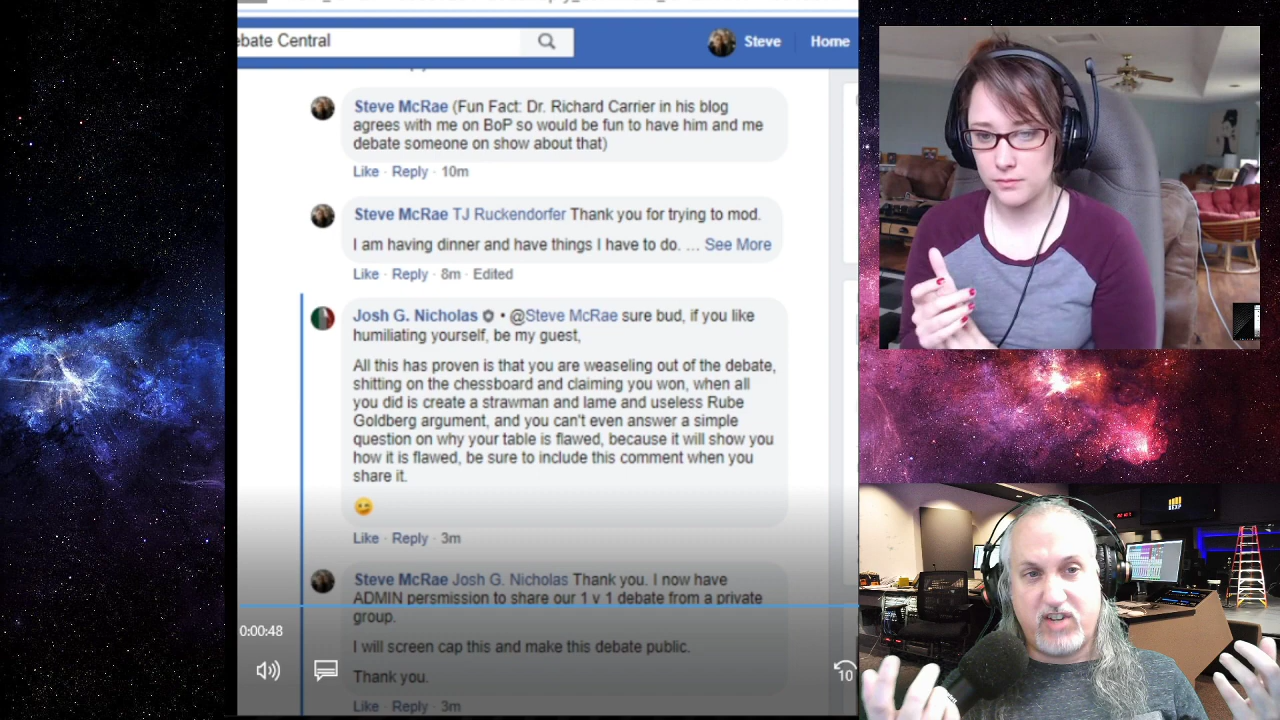 ebate Central
Steve
Home
Steve McRae (Fun Fact: Dr. Richard Carrier in his blog
agrees with me on BoP so would be fun to have him and me
debate someone on show about that)
Like · Reply · 10m
Steve McRae TJ Ruckendorfer Thank you for trying to mod.
I am having dinner and have things I have to do. ... See More
Like · Reply · 8m · Edited
Josh G. Nicholas • @Steve McRae sure bud, if you like
humiliating yourself, be my guest,
All this has proven is that you are weaseling out of the debate,
shitting on the chessboard and claiming you won, when all
you did is create a strawman and lame and useless Rube
Goldberg argument, and you can't even answer a simple
question on why your table is flawed, because it will show you
how it is flawed, be sure to include this comment when you
share it.
Like · Reply · 3m
Steve McRae Josh G. Nicholas Thank you. I now have
ADMIN persmission to share our 1 v 1 debate from a private
group.
I will screen cap this and make this debate public.
Thank you.
Like · Reply · 3m
0:00:48
10